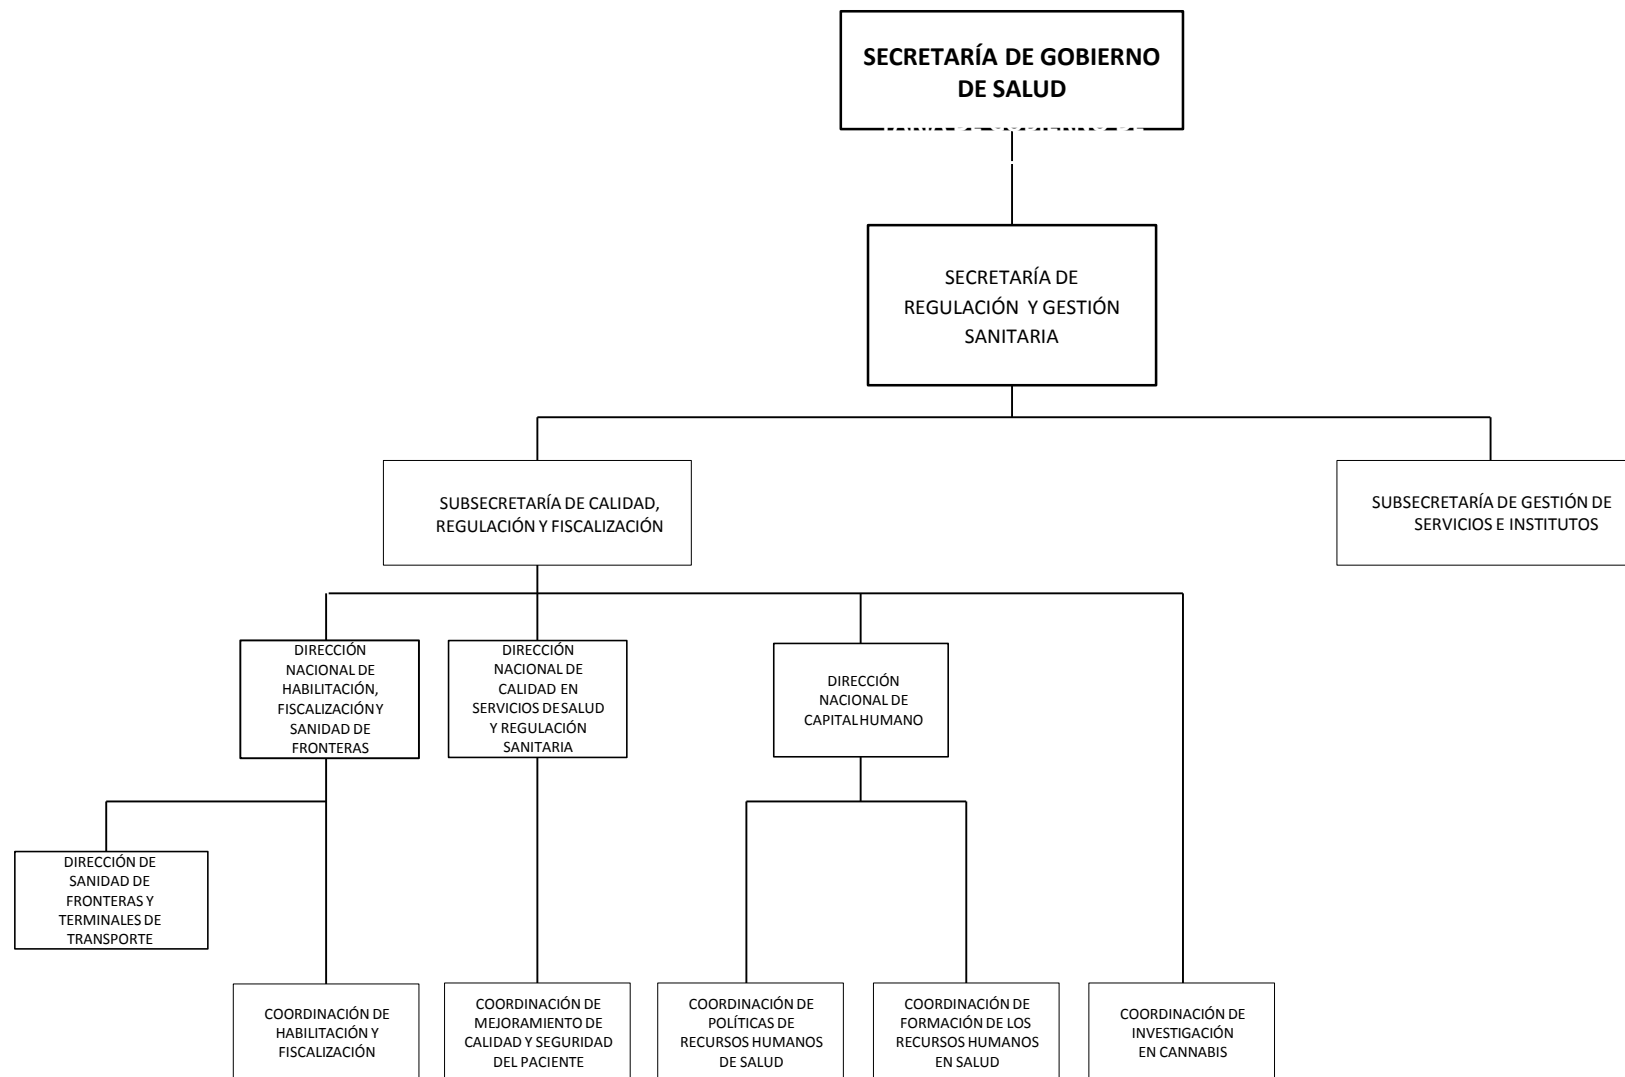 SECRETARÍA DE GOBIERNO
DE SALUD
SECRETARÍA DE
REGULACIÓN Y GESTIÓN
SANITARIA
SUBSECRETARÍA DE CALIDAD,
REGULACIÓN Y FISCALIZACIÓN
SUBSECRETARÍA DE GESTIÓN DE
SERVICIOS E INSTITUTOS
DIRECCIÓN
NACIONAL DE
HABILITACIÓN,
FISCALIZACIÓN Y
SANIDAD DE
FRONTERAS
DIRECCIÓN
NACIONAL DE
CALIDAD EN
SERVICIOS DE SALUD
Y REGULACIÓN
SANITARIA
DIRECCIÓN
NACIONAL DE
CAPITAL HUMANO
DIRECCIÓN DE
SANIDAD DE
FRONTERAS Y
TERMINALES DE
TRANSPORTE
COORDINACIÓN DE
HABILITACIÓN Y
FISCALIZACIÓN
COORDINACIÓN DE
MEJORAMIENTO DE
CALIDAD Y SEGURIDAD
DEL PACIENTE
COORDINACIÓN DE
POLÍTICAS DE
RECURSOS HUMANOS
DE SALUD
COORDINACIÓN DE
FORMACIÓN DE LOS
RECURSOS HUMANOS
EN SALUD
COORDINACIÓN DE
INVESTIGACIÓN
EN CANNABIS